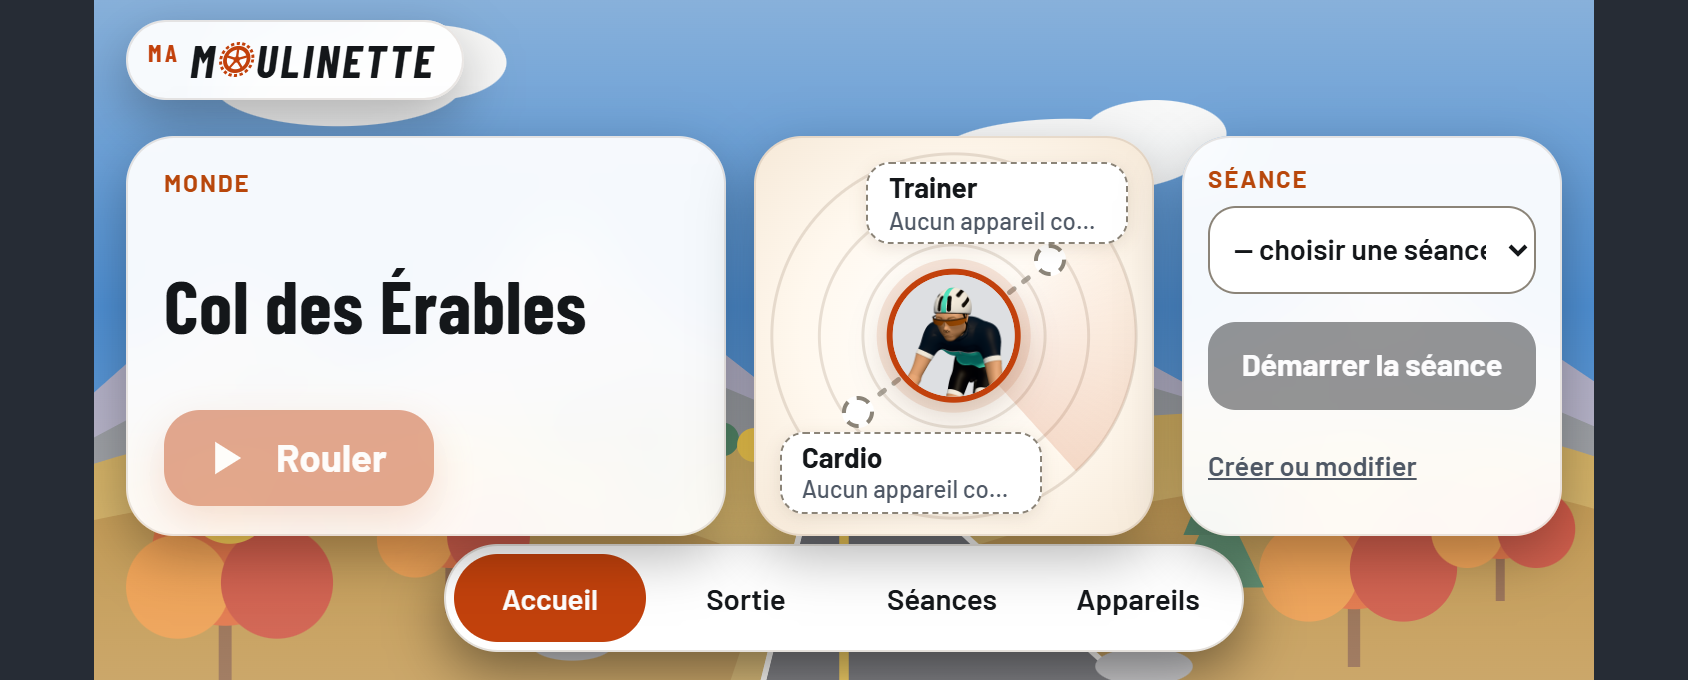 MA MOULINETTE
MONDE
Col des Érables
Rouler
Trainer
Aucun appareil co...
Cardio
Aucun appareil co...
SÉANCE
— choisir une séance
Démarrer la séance
Créer ou modifier
Accueil
Sortie
Séances
Appareils